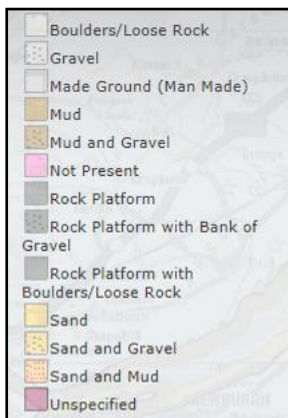 Boulders/Loose Rock
Gravel
Made Ground (Man Made)
Mud
Mud and Gravel
Not Present
Rock Platform
Rock Platform with Bank of
Gravel
Rock Platform with
Boulders/Loose Rock
Sand
Sand and Gravel
Sand and Mud
Unspecified
NEWBURGH